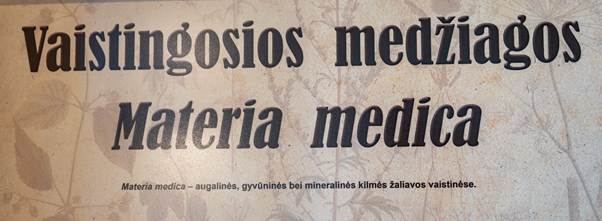 Vaistingosios medžiagos
Materia medica
Materia medica – augalinės, gyvūninės bei mineralinės kilmės žaliavos vaistinėse.